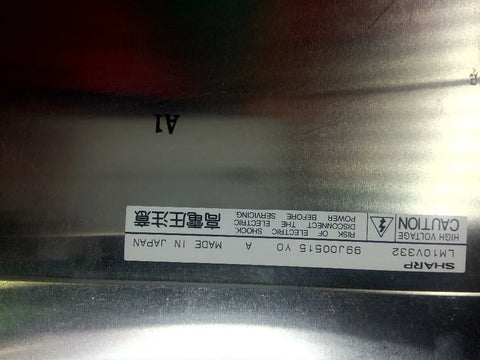 SHARP
LM10V332 99J00515 YO A MADE IN JAPAN
HIGH VOLTAGE
CAUTION
RISK OF ELECTRIC SHOCK
DISCONNECT THE ELECTRIC
POWER BEFORE SERVICING
高電圧注意
A1